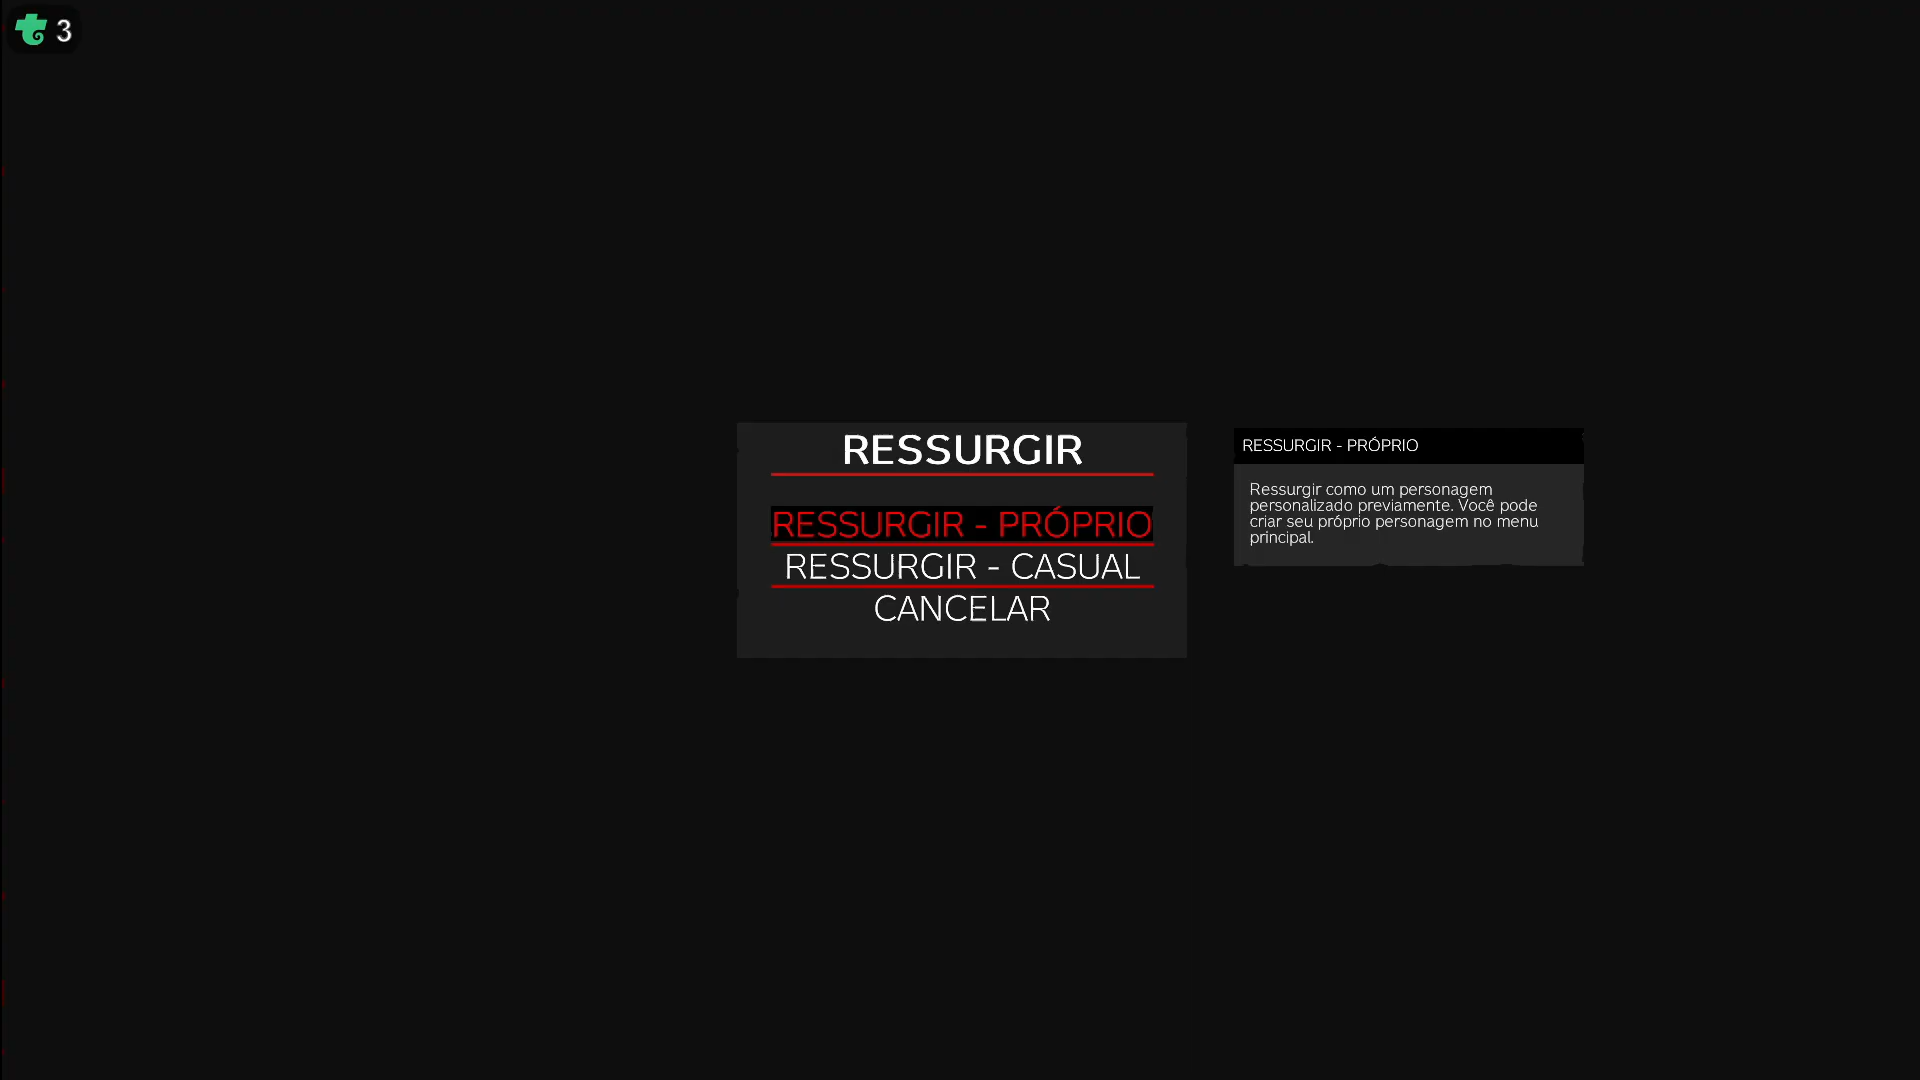 3
RESSURGIR
RESSURGIR - PRÓPRIO
RESSURGIR - CASUAL
CANCELAR
RESSURGIR - PRÓPRIO
Ressurgir como um personagem
personalizado previamente. Você pode
criar seu próprio personagem no menu
principal.